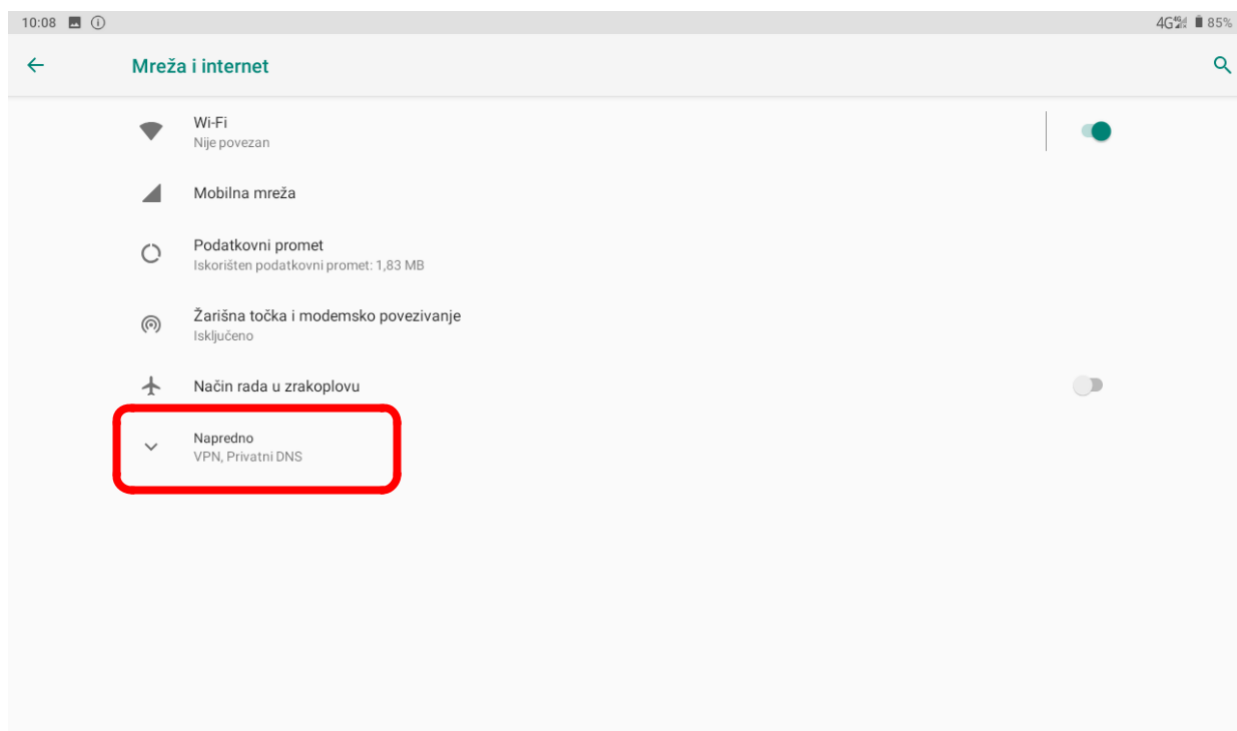 10:08
4G 85%
Mreža i internet
Wi-Fi
Nije povezan
Mobilna mreža
Podatkovni promet
Iskorišten podatkovni promet: 1,83 MB
Žarišna točka i modemsko povezivanje
Isključeno
Način rada u zrakoplovu
Napredno
VPN, Privatni DNS